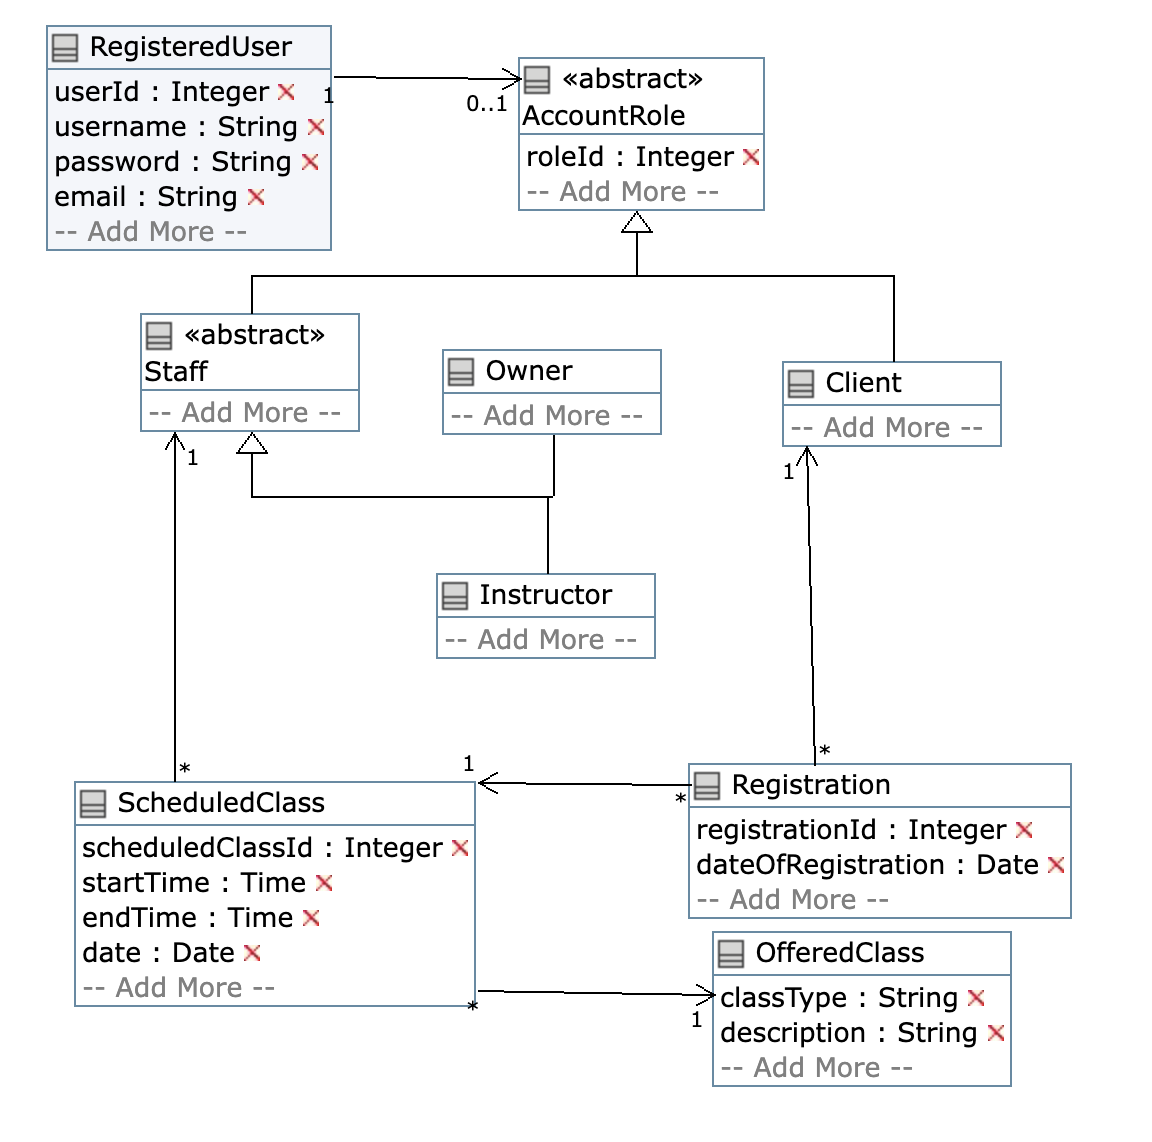 RegisteredUser
userId : Integer
username : String
password : String
email : String
-- Add More --
1
0..1
«abstract»
AccountRole
roleId : Integer
-- Add More --
«abstract»
Staff
-- Add More --
Owner
-- Add More --
Client
-- Add More --
1
1
Instructor
-- Add More --
*
1
*
*
ScheduledClass
scheduledClassId : Integer
startTime : Time
endTime : Time
date : Date
-- Add More --
*
1
Registration
registrationId : Integer
dateOfRegistration : Date
-- Add More --
OfferedClass
classType : String
description : String
-- Add More --